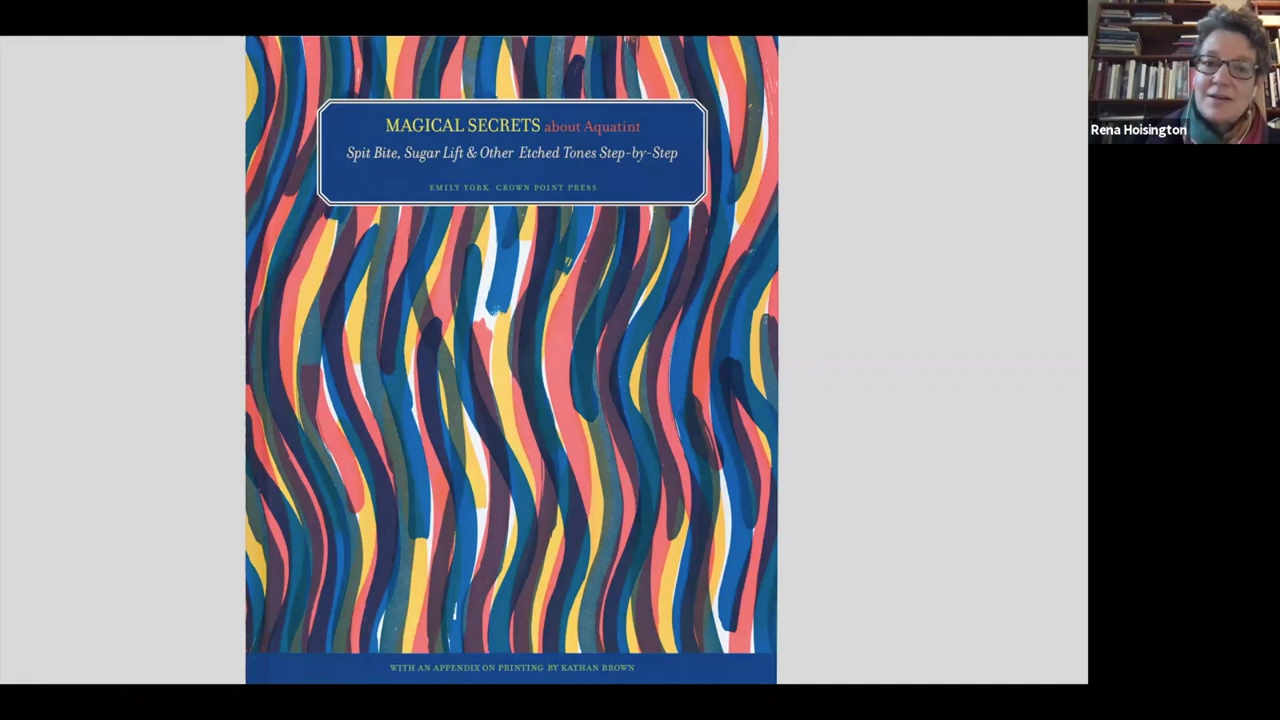 MAGICAL SECRETS about Aquatint
Spit Bite, Sugar Lift & Other Etched Tones Step-by-Step
EMILY YORK CROWN POINT PRESS
WITH AN APPENDIX ON PRINTING BY KATHAN BROWN
Rena Hoisington